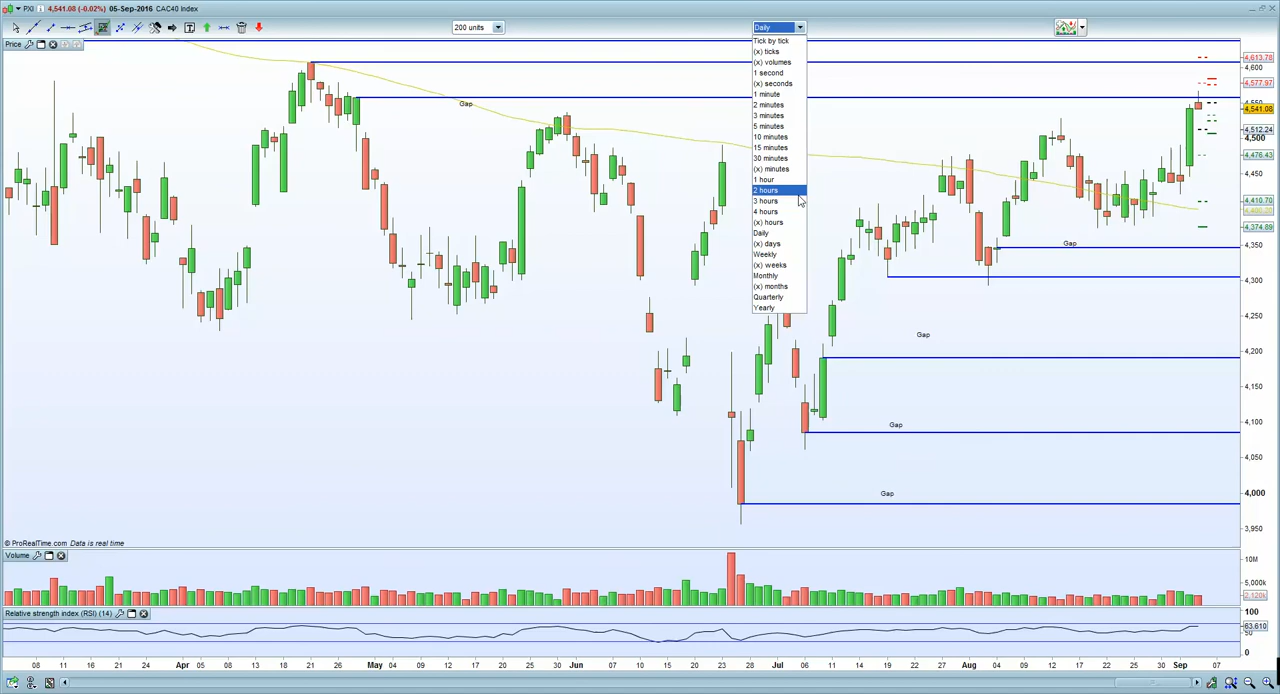 PXI 4,541.08 (-0.02%) 05-Sep-2016 CAC40 Index
200 units
Daily
Price
Tick by tick
(x) ticks
(x) volumes
1 second
(x) seconds
1 minute
2 minutes
3 minutes
5 minutes
10 minutes
15 minutes
30 minutes
(x) minutes
1 hour
2 hours
3 hours
4 hours
(x) hours
Daily
(x) days
Weekly
(x) weeks
Monthly
(x) months
Quarterly
Yearly
Gap
Gap
Gap
Gap
Gap
4,613.78
4,600
4,577.97
4,541.08
4,512.24
4,500
4,476.43
4,450
4,410.70
4,374.89
4,350
4,300
4,250
4,200
4,150
4,100
4,050
4,000
3,950
© ProRealTime.com Data is real time
Volume
10M
5,000k
2,120k
Relative strength index (RSI) (14)
100
63.610
50
0
08 11 16 21 24 Apr 05 08 13 18 21 26 May 04 09 12 17 20 25 Jun 07 10 15 20 23 28 Jul 06 11 14 19 22 27 Aug 04 09 12 17 22 25 30 Sep 07